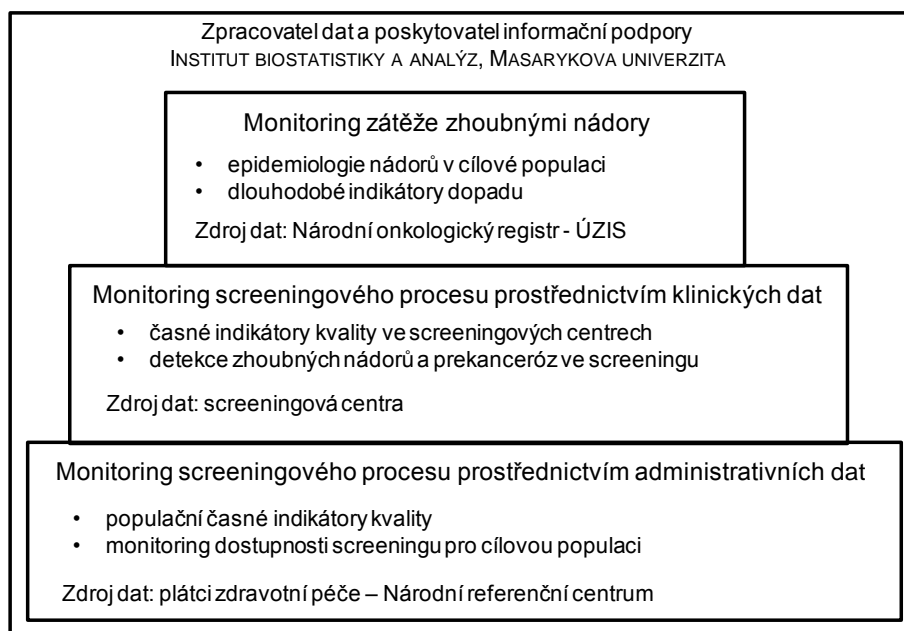 Zpracovatel dat a poskytovatel informační podpory
INSTITUT BIOSTATISTIKY A ANALÝZ, MASARYKOVA UNIVERZITA
Monitoring zátěže zhoubnými nádory
• epidemiologie nádorů v cílové populaci
• dlouhodobé indikátory dopadu
Zdroj dat: Národní onkologický registr - ÚZIS
Monitoring screeningového procesu prostřednictvím klinických dat
• časné indikátory kvality ve screeningových centrech
• detekce zhoubných nádorů a prekanceróz ve screeningu
Zdroj dat: screeningová centra
Monitoring screeningového procesu prostřednictvím administrativních dat
• populační časné indikátory kvality
• monitoring dostupnosti screeningu pro cílovou populaci
Zdroj dat: plátci zdravotní péče – Národní referenční centrum